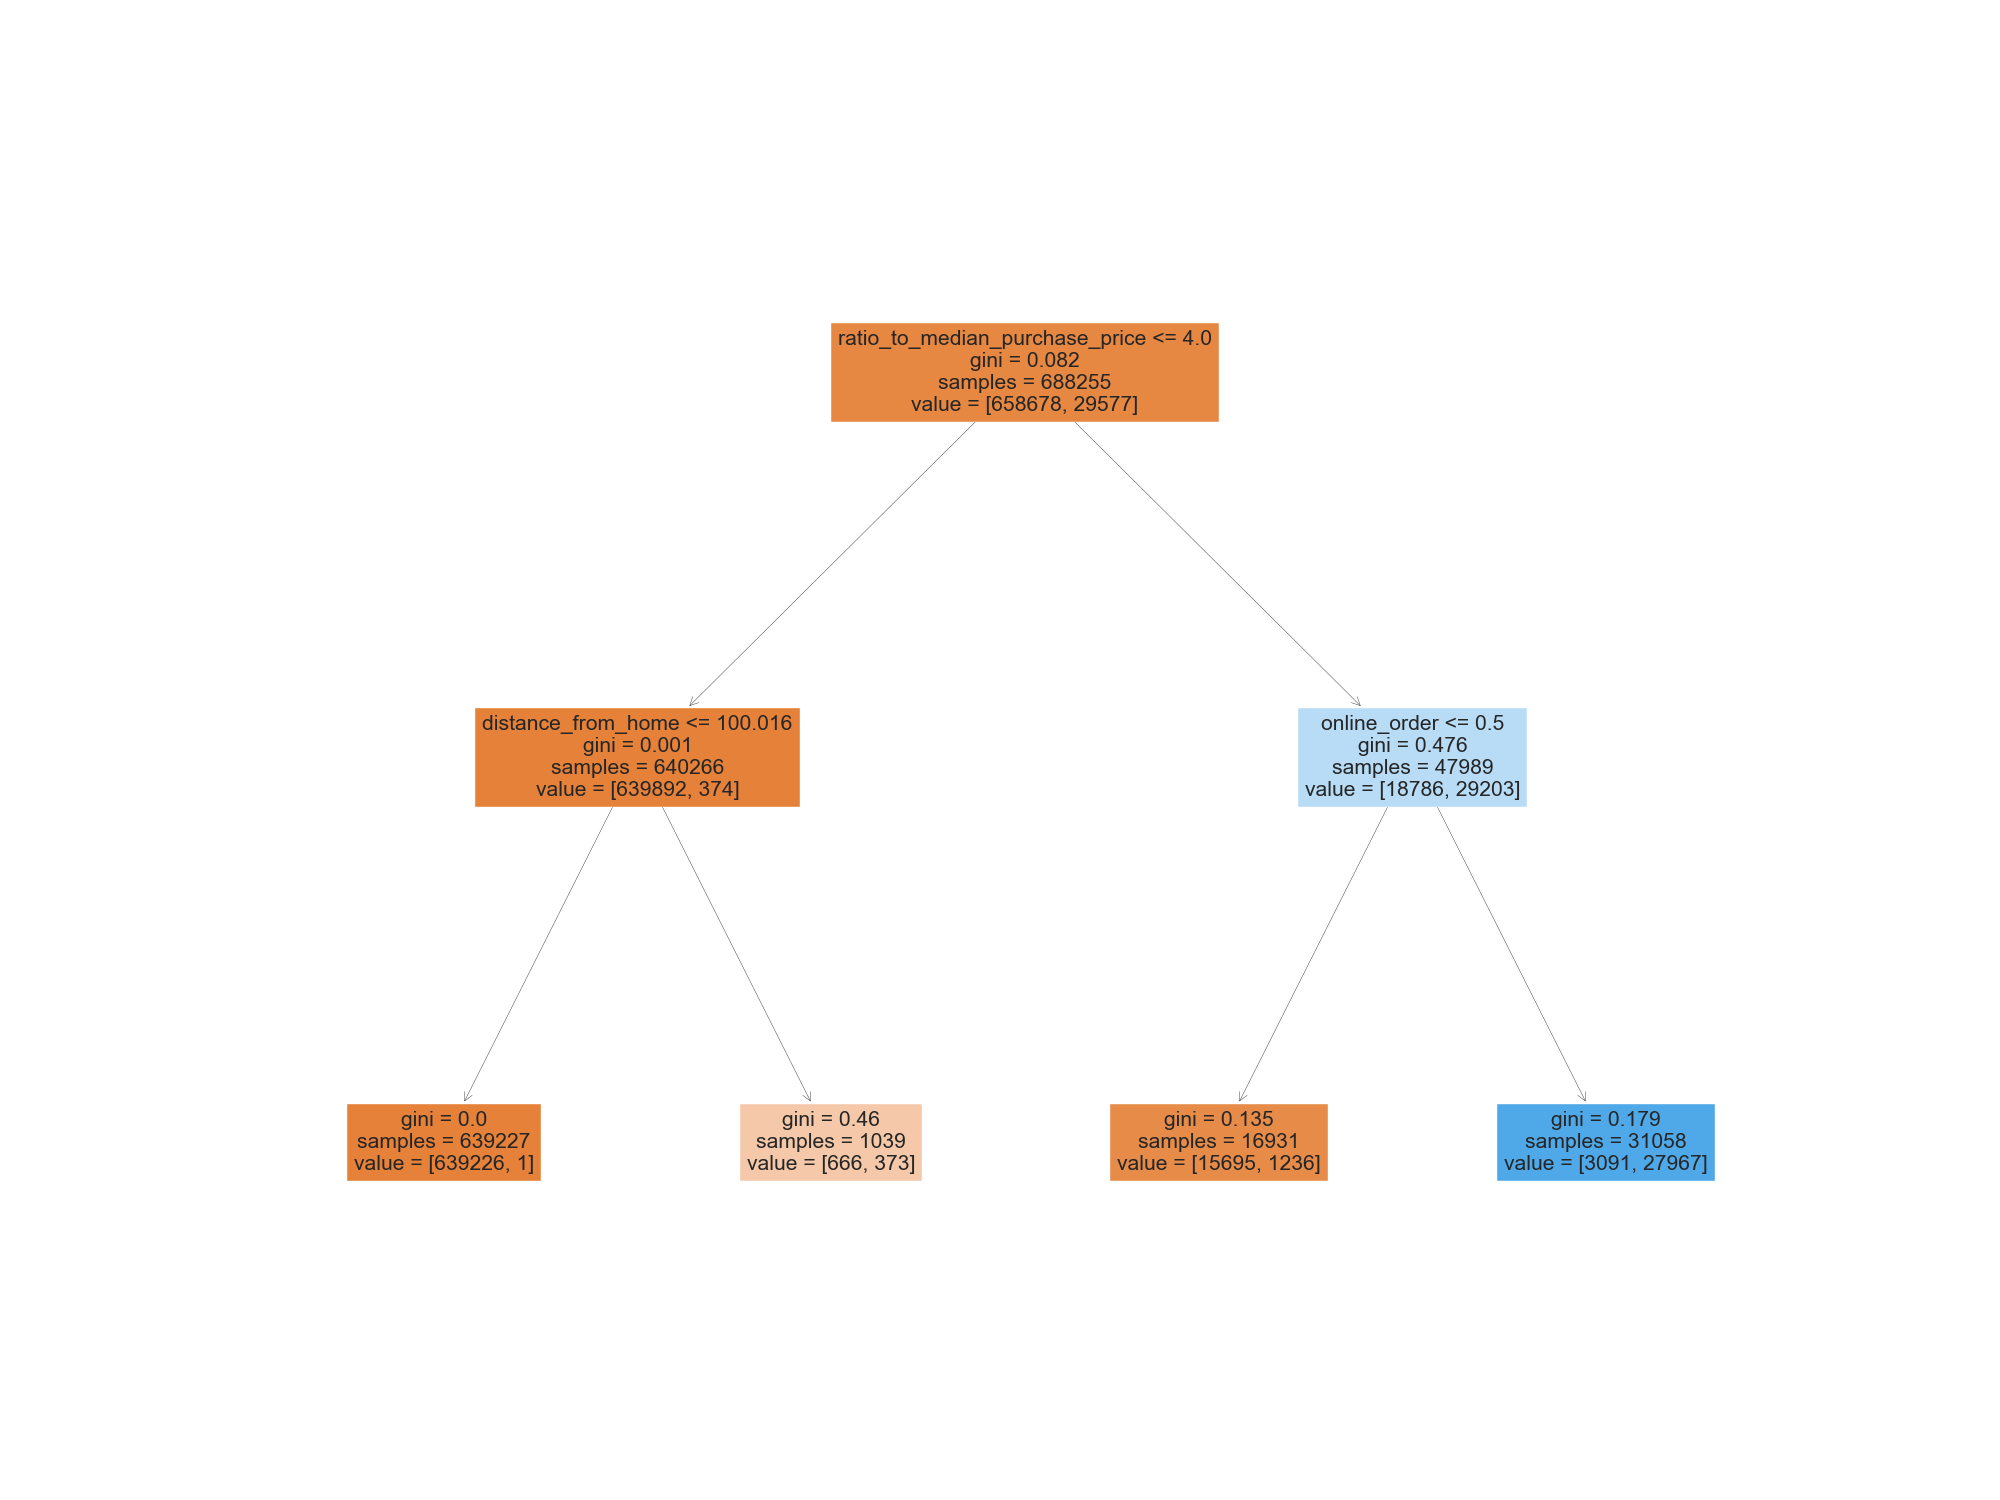 ratio_to_median_purchase_price <= 4.0
gini = 0.082
samples = 688255
value = [658678, 29577]
distance_from_home <= 100.016
gini = 0.001
samples = 640266
value = [639892, 374]
online_order <= 0.5
gini = 0.476
samples = 47989
value = [18786, 29203]
gini = 0.0
samples = 639227
value = [639226, 1]
gini = 0.46
samples = 1039
value = [666, 373]
gini = 0.135
samples = 16931
value = [15695, 1236]
gini = 0.179
samples = 31058
value = [3091, 27967]